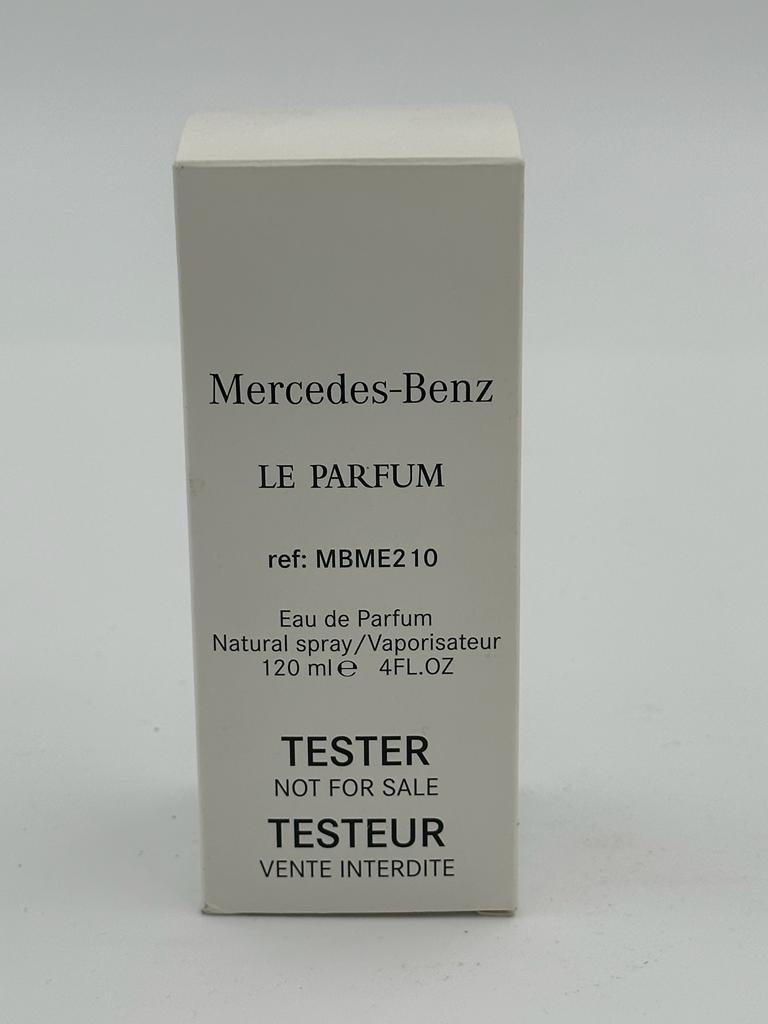 Mercedes-Benz
LE PARFUM
ref: MBME210
Eau de Parfum
Natural spray/Vaporisateur
120 ml ℮ 4FL.OZ
TESTER
NOT FOR SALE
TESTEUR
VENTE INTERDITE